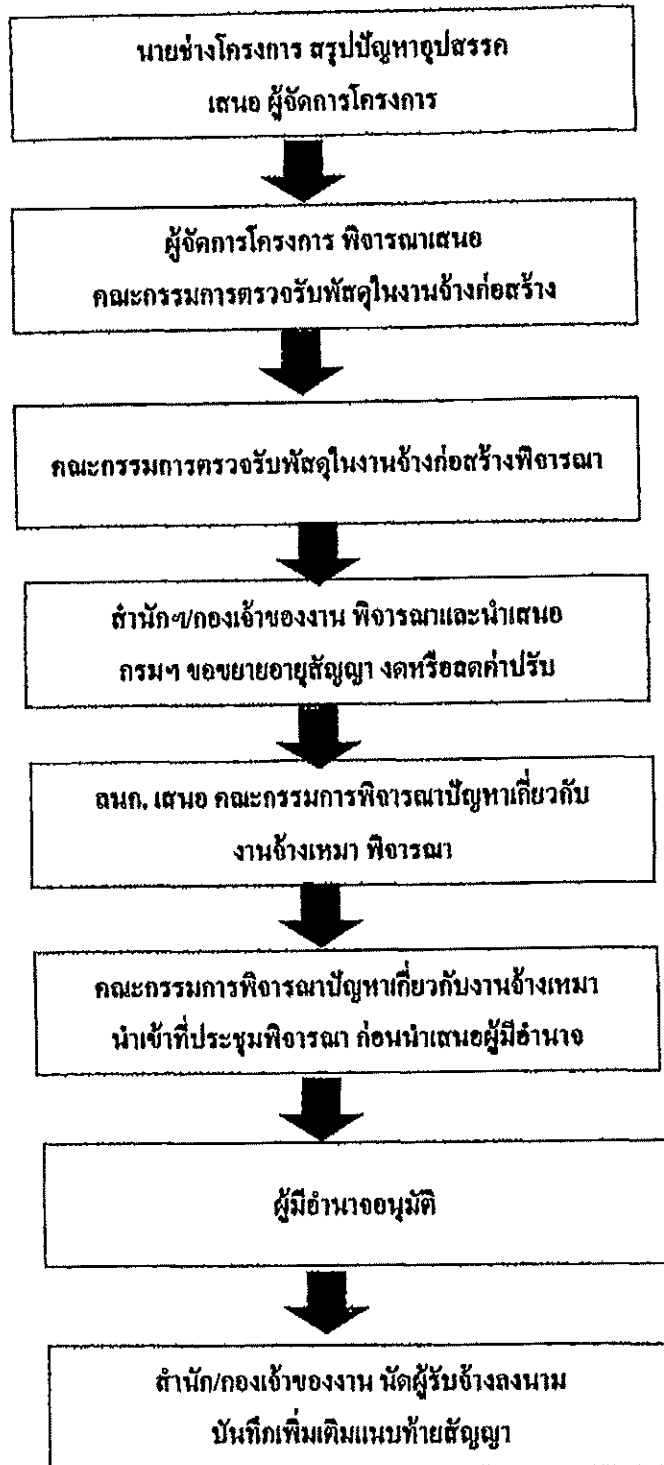 นายช่างโครงการ สรุปปัญหาอุปสรรค
เสนอ ผู้จัดการโครงการ
ผู้จัดการโครงการ พิจารณาเสนอ
คณะกรรมการตรวจรับพัสดุในงานจ้างก่อสร้าง
คณะกรรมการตรวจรับพัสดุในงานจ้างก่อสร้างพิจารณา
สำนักฯ/กองเจ้าของงาน พิจารณาและนำเสนอ
กรมฯ ขอขยายอายุสัญญา งดหรือลดค่าปรับ
ลนก. เสนอ คณะกรรมการพิจารณาปัญหาเกี่ยวกับ
งานจ้างเหมา พิจารณา
คณะกรรมการพิจารณาปัญหาเกี่ยวกับงานจ้างเหมา
นำเข้าที่ประชุมพิจารณา ก่อนนำเสนอผู้มีอำนาจ
ผู้มีอำนาจอนุมัติ
สำนัก/กองเจ้าของงาน นัดผู้รับจ้างลงนาม
บันทึกเพิ่มเติมแนบท้ายสัญญา